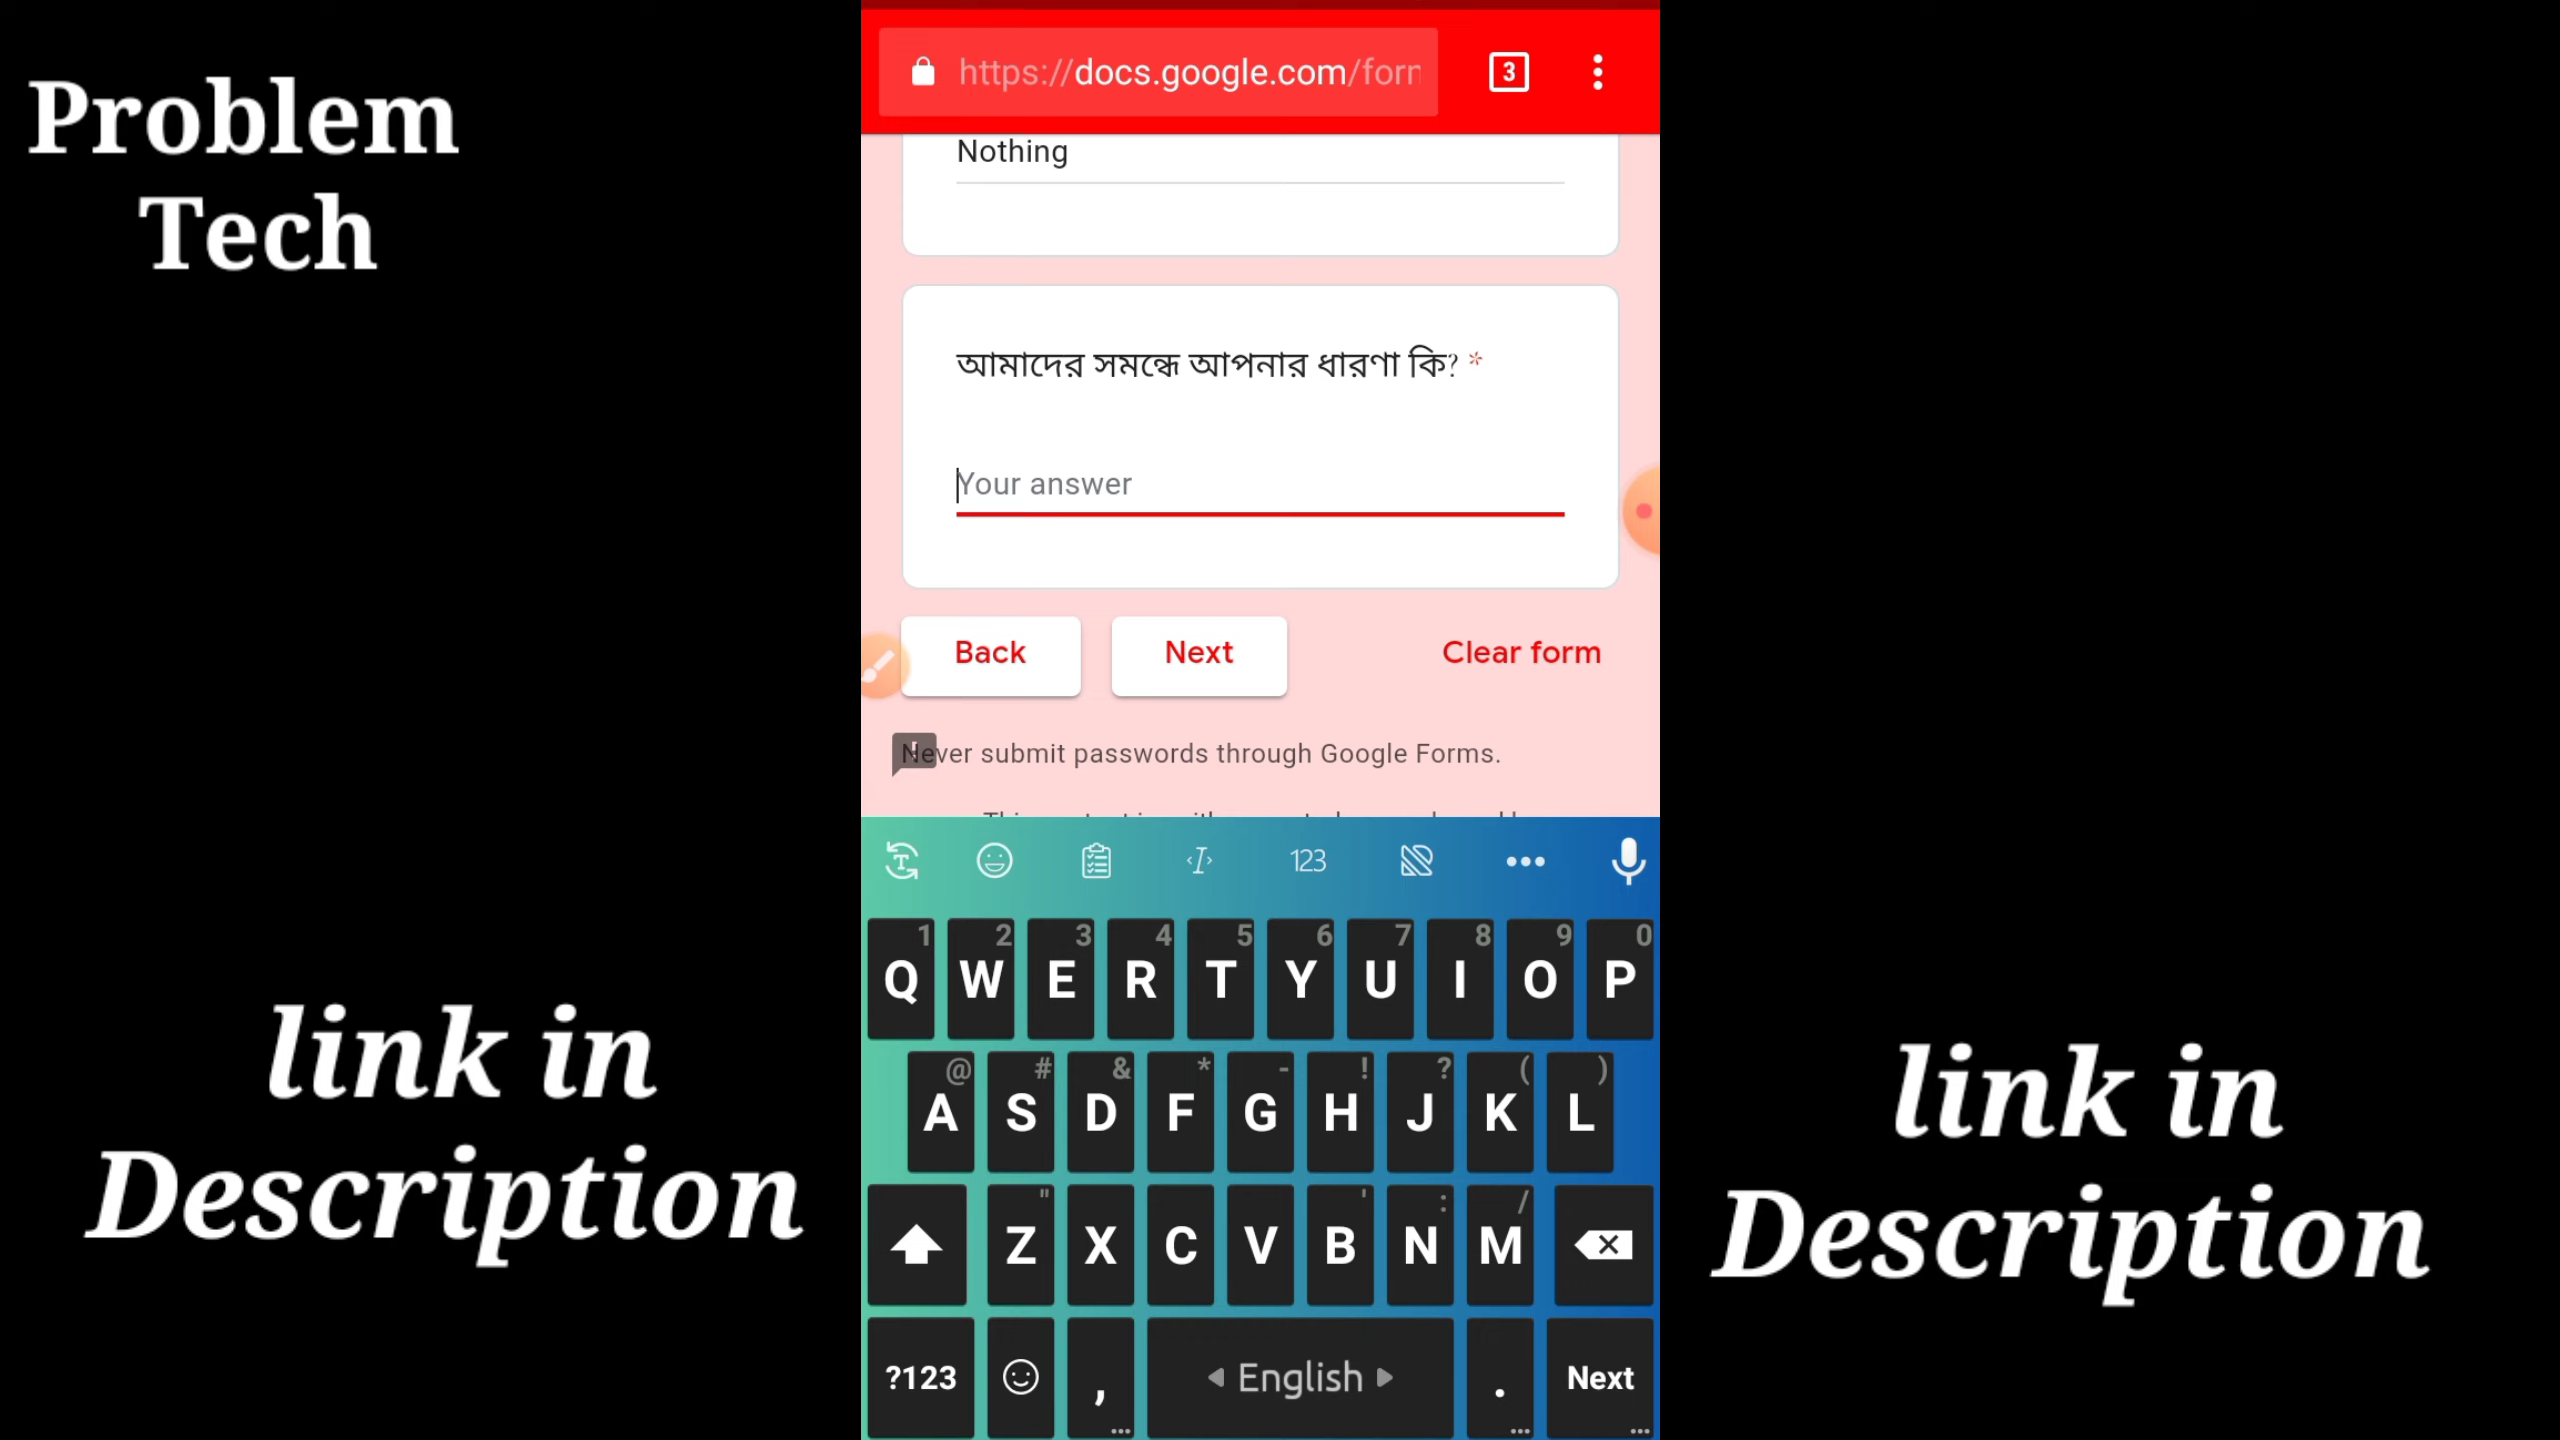 Problem
Tech
https://docs.google.com/forr
3
Nothing
আমাদের সমন্ধে আপনার ধারণা কি? *
Your answer
Back
Next
Clear form
Never submit passwords through Google Forms.
123
1 2 3 4 5 6 7 8 9 0
Q W E R T Y U I O P
@ # & * - ! ? ( )
A S D F G H J K L
" ' : /
Z X C V B N M
?123 , English . Next
link in
Description
link in
Description